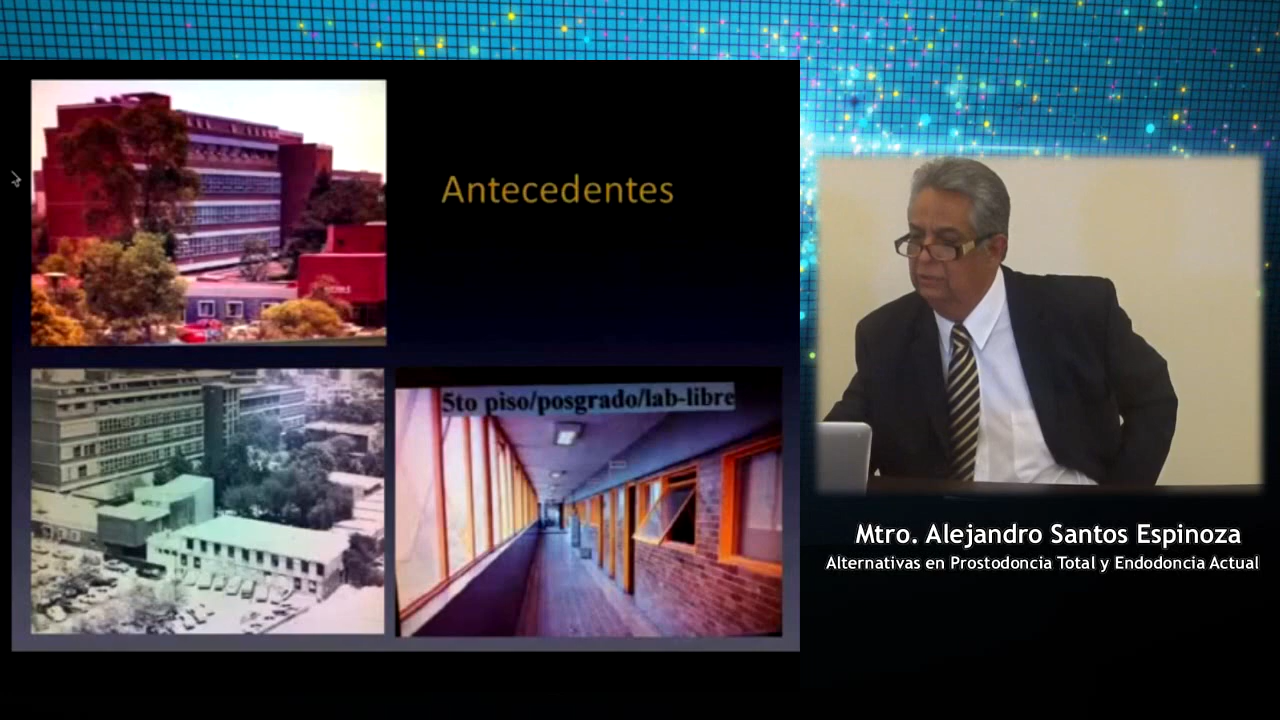 Antecedentes
5to piso/posgrado/lab-libre
Mtro. Alejandro Santos Espinoza
Alternativas en Prostodoncia Total y Endodoncia Actual